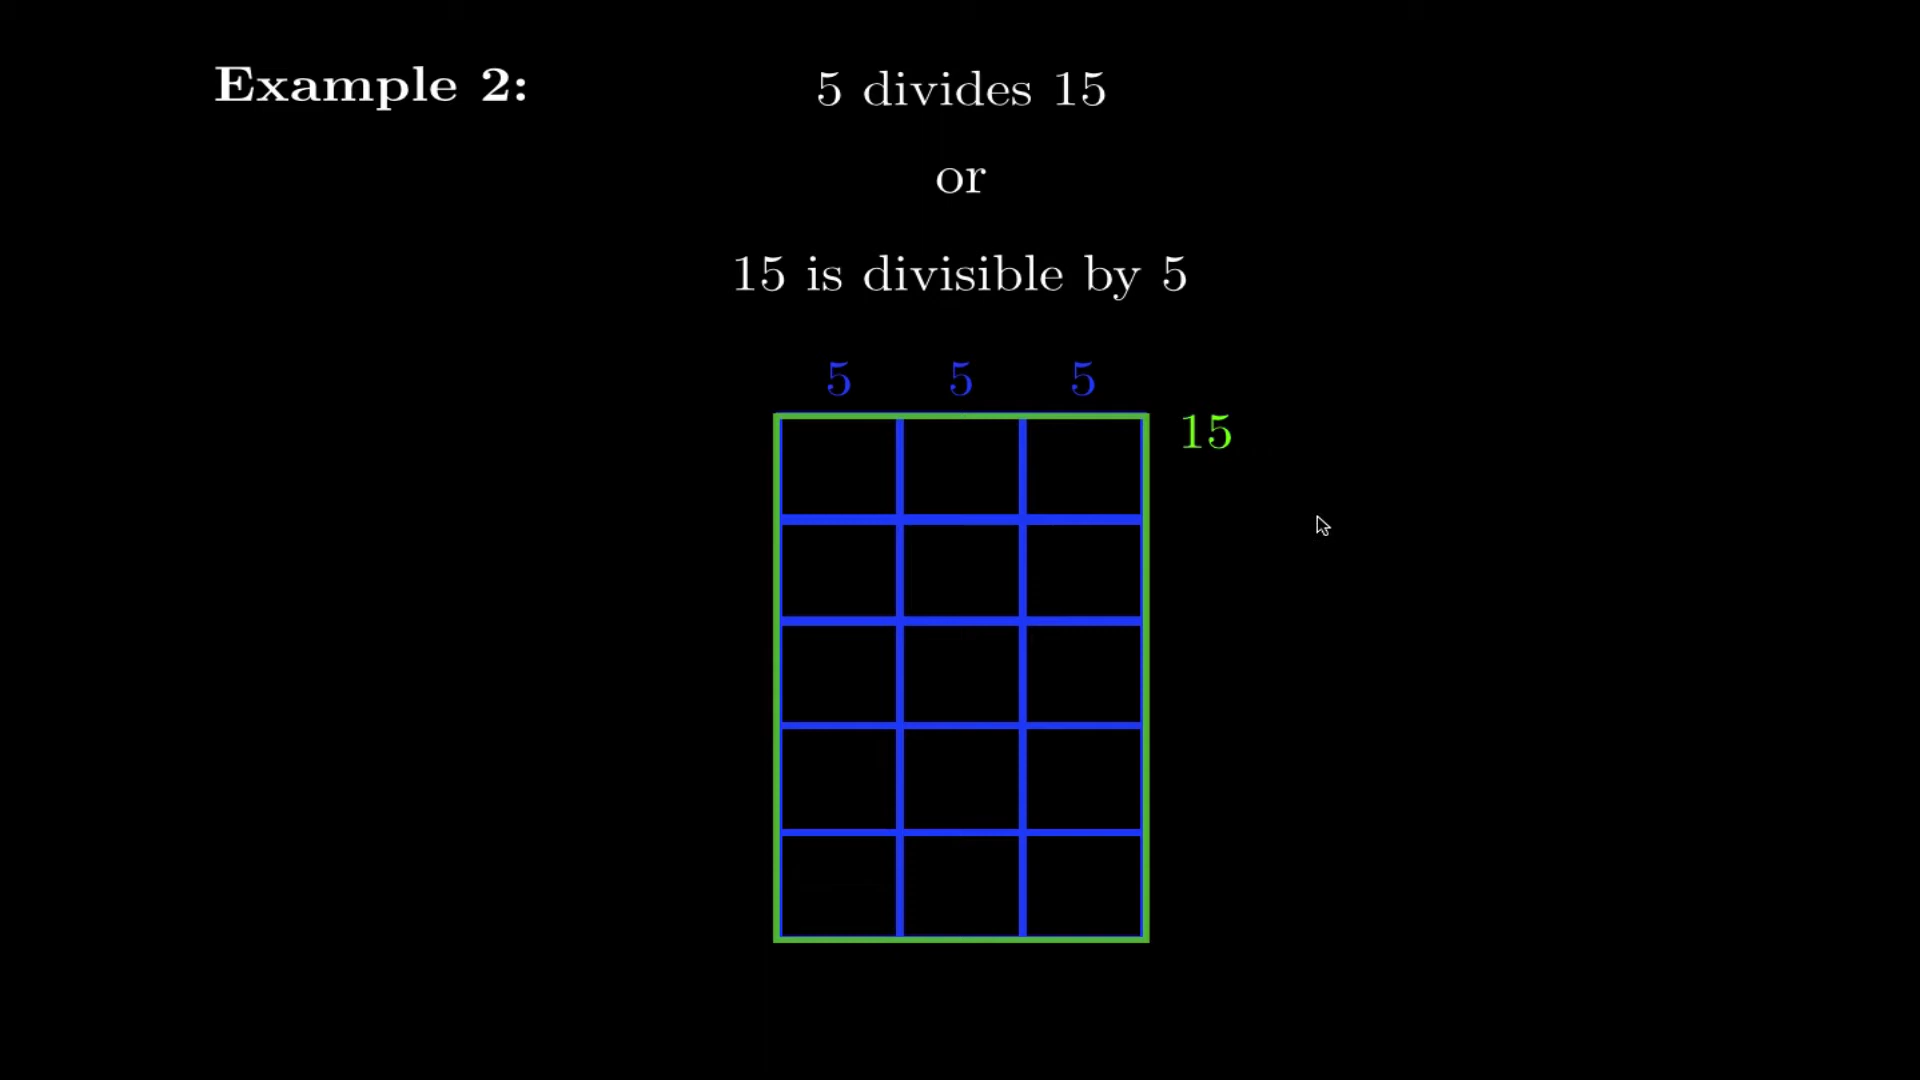 Example 2:
5 divides 15
or
15 is divisible by 5
5 5 5
15